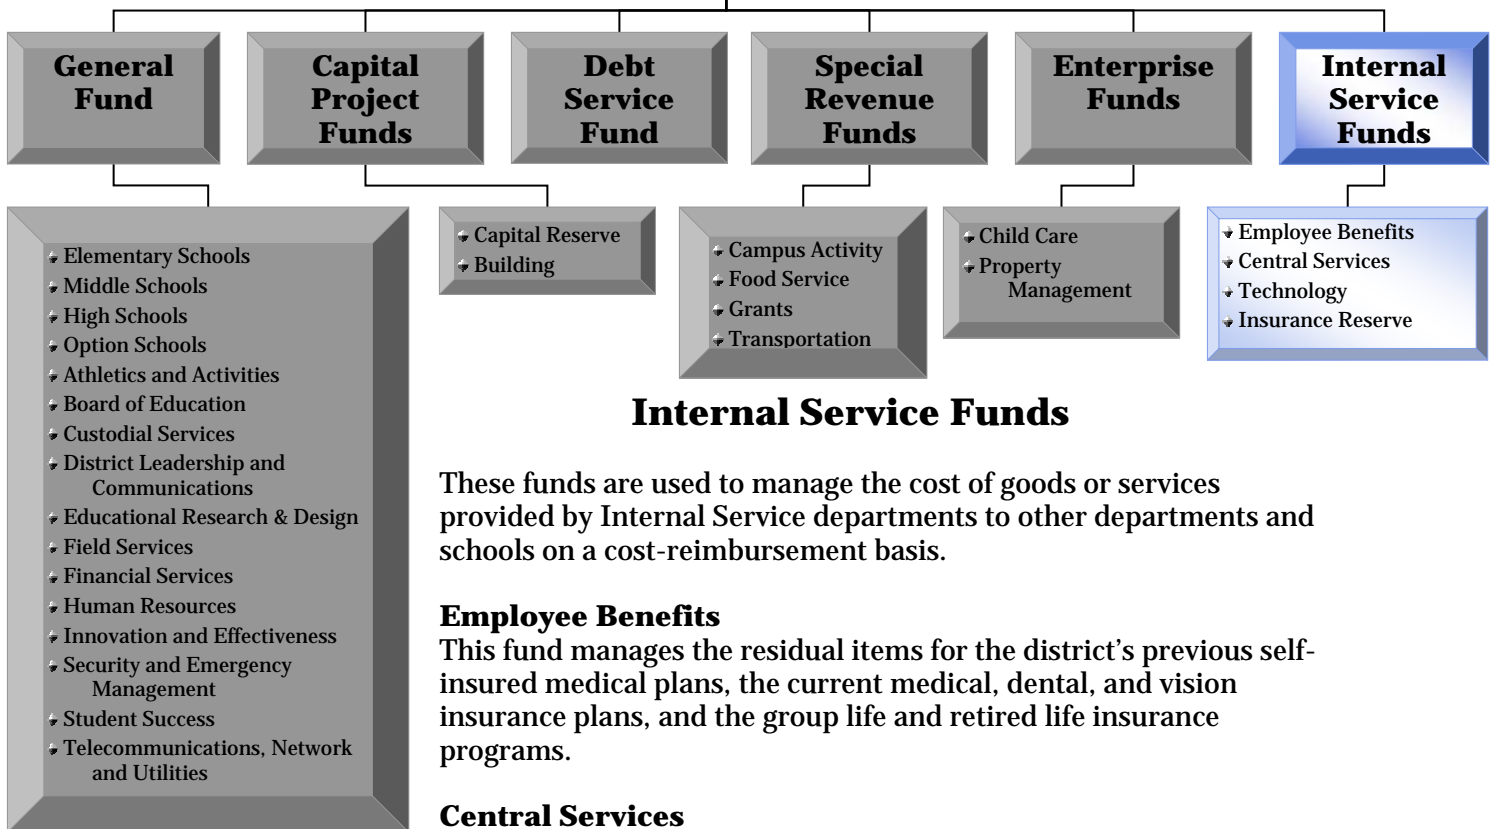 General
Fund
Capital
Project
Funds
Debt
Service
Fund
Special
Revenue
Funds
Enterprise
Funds
Internal
Service
Funds
Elementary Schools
Middle Schools
High Schools
Option Schools
Athletics and Activities
Board of Education
Custodial Services
District Leadership and
Communications
Educational Research & Design
Field Services
Financial Services
Human Resources
Innovation and Effectiveness
Security and Emergency
Management
Student Success
Telecommunications, Network
and Utilities
Capital Reserve
Building
Campus Activity
Food Service
Grants
Transportation
Child Care
Property
Management
Employee Benefits
Central Services
Technology
Insurance Reserve
Internal Service Funds
These funds are used to manage the cost of goods or services
provided by Internal Service departments to other departments and
schools on a cost-reimbursement basis.
Employee Benefits
This fund manages the residual items for the district’s previous self-
insured medical plans, the current medical, dental, and vision
insurance plans, and the group life and retired life insurance
programs.
Central Services